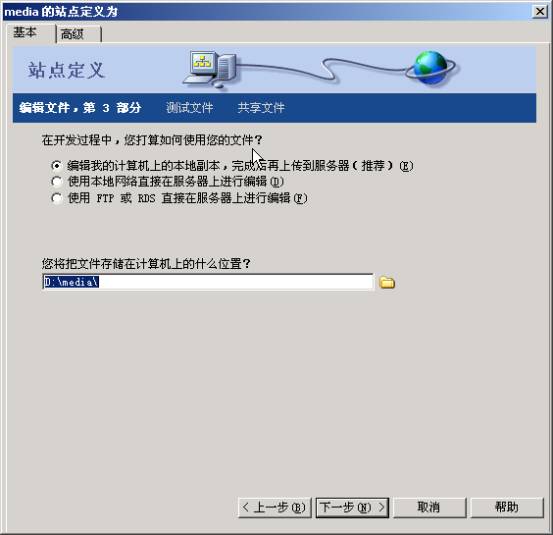 media 的站点定义为
基本 高级
站点定义
编辑文件，第 3 部分 测试文件 共享文件
在开发过程中，您打算如何使用您的文件？
编辑我的计算机上的本地副本，完成后再上传到服务器（推荐）(E)
使用本地网络直接在服务器上进行编辑(D)
使用 FTP 或 RDS 直接在服务器上进行编辑(F)
您将把文件存储在计算机上的什么位置？
D:\media\
< 上一步(B) 下一步(N) > 取消 帮助